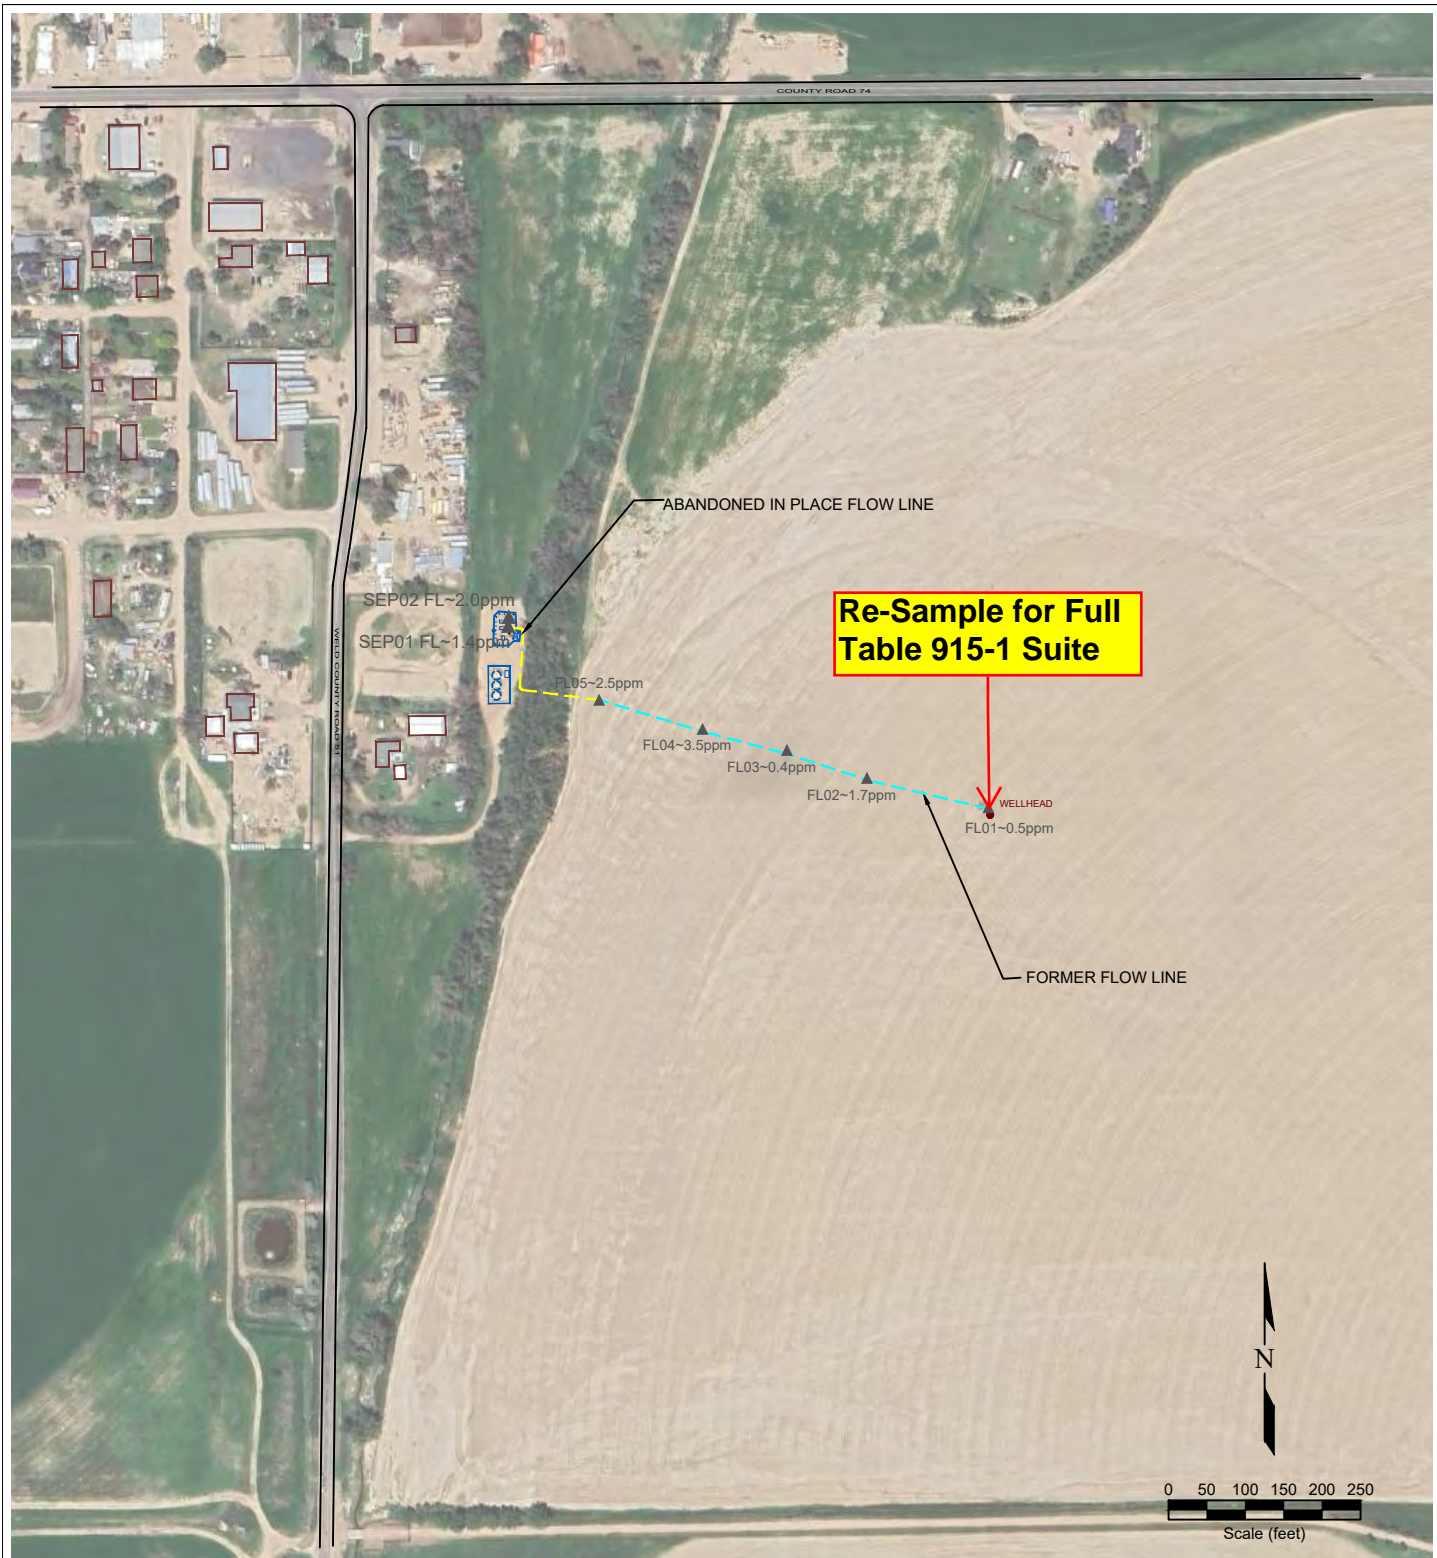 COUNTY ROAD 74
ABANDONED IN PLACE FLOW LINE
SEP02 FL~2.0ppm
SEP01 FL~1.4ppm
Re-Sample for Full
Table 915-1 Suite
WELD COUNTY ROAD 51
FL05~2.5ppm
FL04~3.5ppm
FL03~0.4ppm
FL02~1.7ppm
WELLHEAD
FL01~0.5ppm
FORMER FLOW LINE
N
0 50 100 150 200 250
Scale (feet)